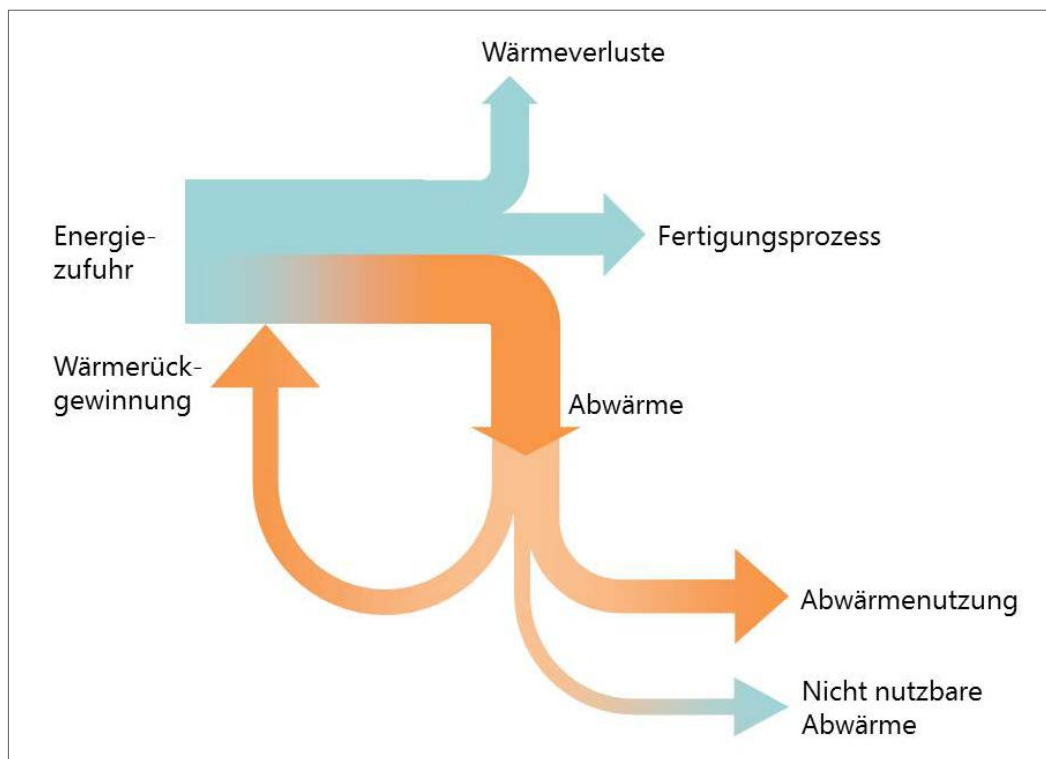 Wärmeverluste
Energie-
zufuhr
Fertigungsprozess
Wärmerück-
gewinnung
Abwärme
Abwärmenutzung
Nicht nutzbare
Abwärme